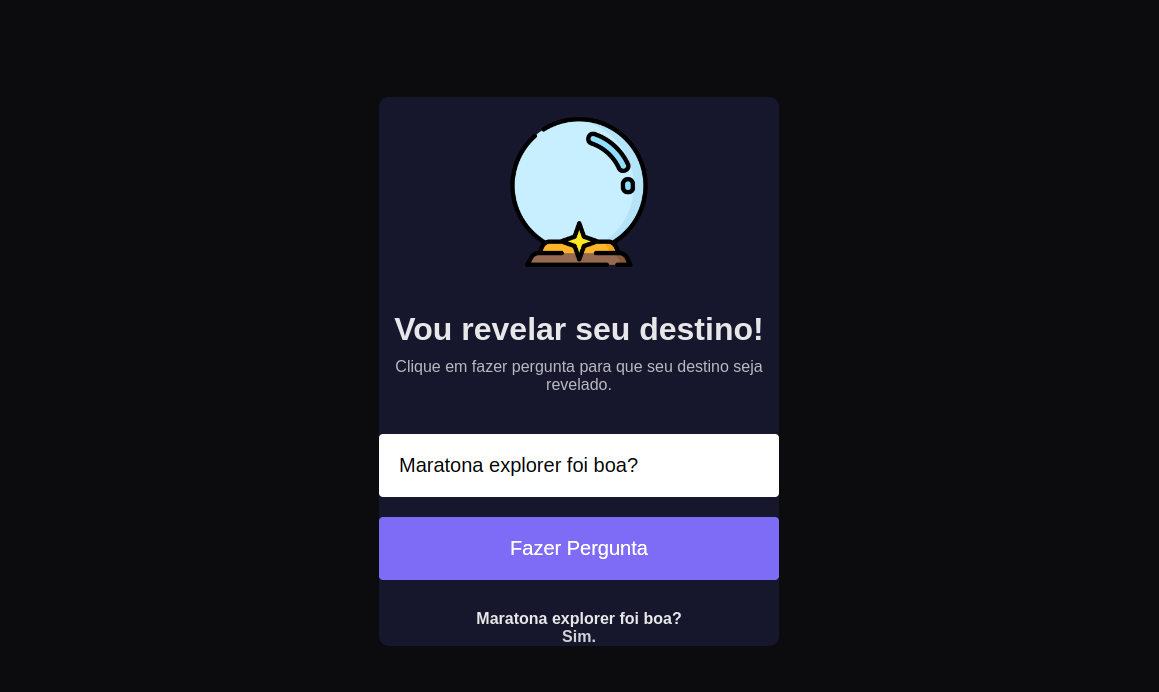 Vou revelar seu destino!
Clique em fazer pergunta para que seu destino seja
revelado.
Maratona explorer foi boa?
Fazer Pergunta
Maratona explorer foi boa?
Sim.